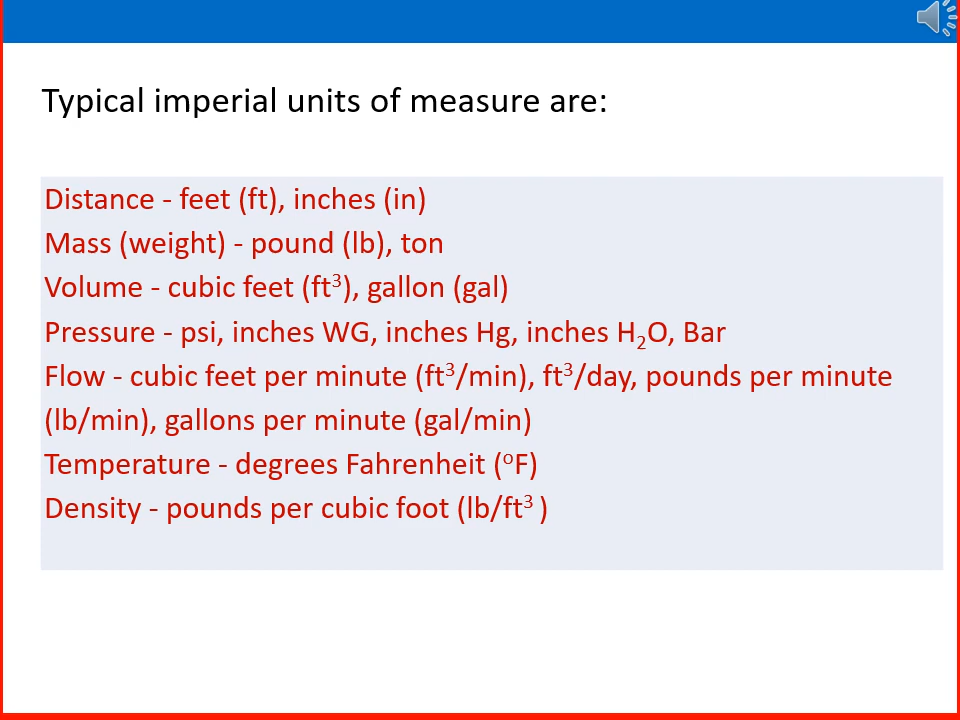 Typical imperial units of measure are:
Distance - feet (ft), inches (in)
Mass (weight) - pound (lb), ton
Volume - cubic feet (ft³), gallon (gal)
Pressure - psi, inches WG, inches Hg, inches H₂O, Bar
Flow - cubic feet per minute (ft³/min), ft³/day, pounds per minute
(lb/min), gallons per minute (gal/min)
Temperature - degrees Fahrenheit (ºF)
Density - pounds per cubic foot (lb/ft³ )